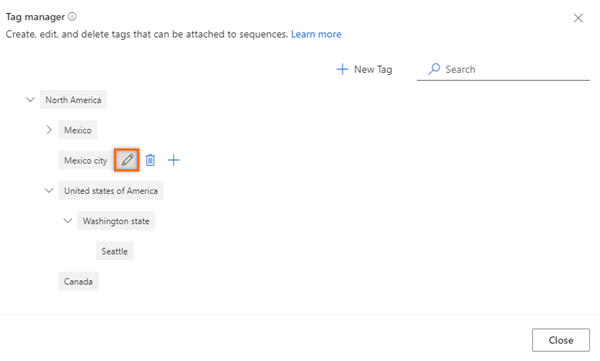 Tag manager
Create, edit, and delete tags that can be attached to sequences. Learn more
New Tag
Search
North America
Mexico
Mexico city
United states of America
Washington state
Seattle
Canada
Close